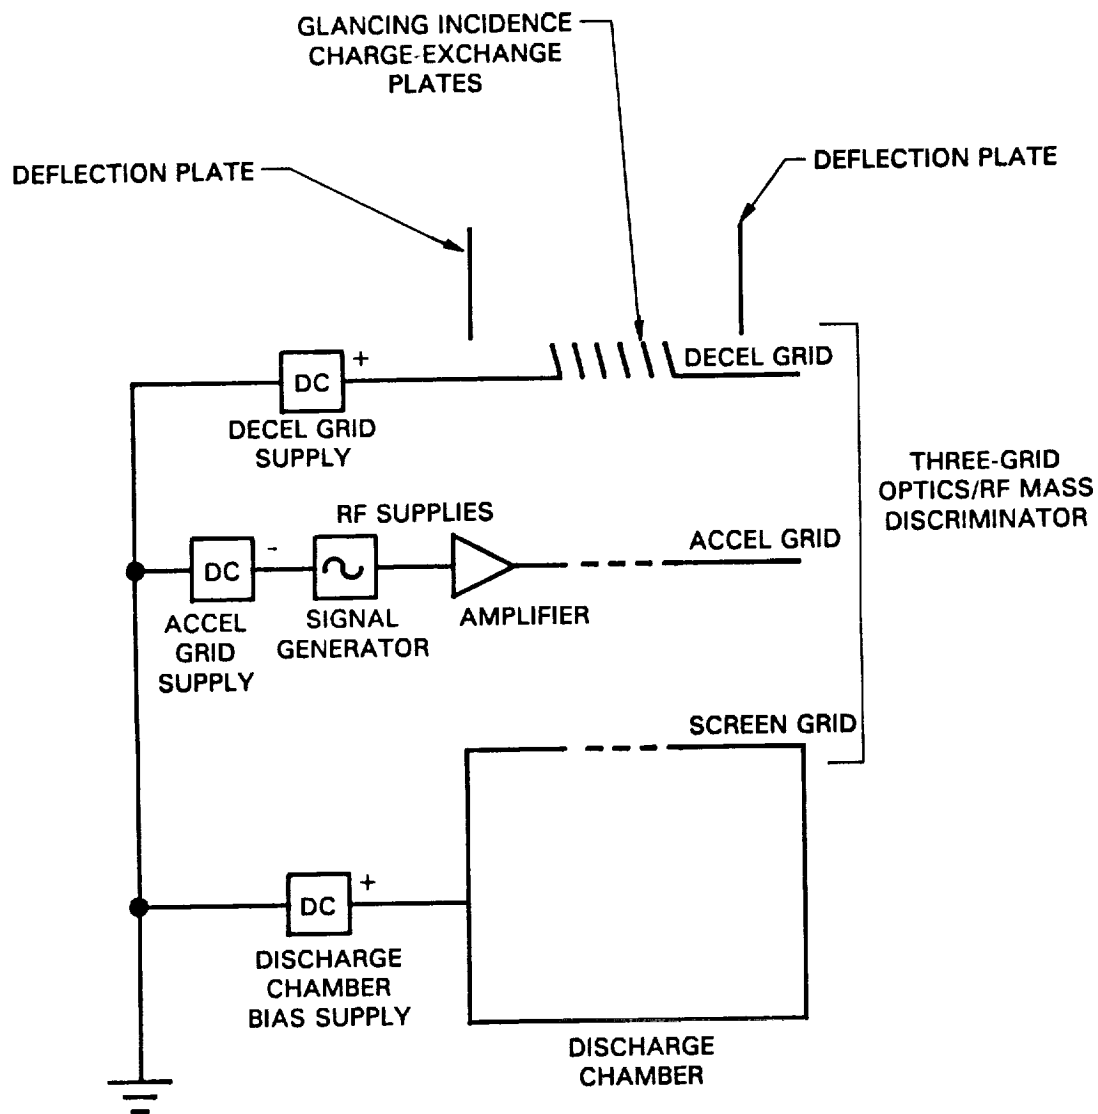 GLANCING INCIDENCE
CHARGE-EXCHANGE
PLATES
DEFLECTION PLATE
DEFLECTION PLATE
DECEL GRID
DC
+
DECEL GRID
SUPPLY
THREE-GRID
OPTICS/RF MASS
DISCRIMINATOR
RF SUPPLIES
ACCEL GRID
DC
-
AMPLIFIER
ACCEL
GRID
SUPPLY
SIGNAL
GENERATOR
SCREEN GRID
DC
+
DISCHARGE
CHAMBER
BIAS SUPPLY
DISCHARGE
CHAMBER